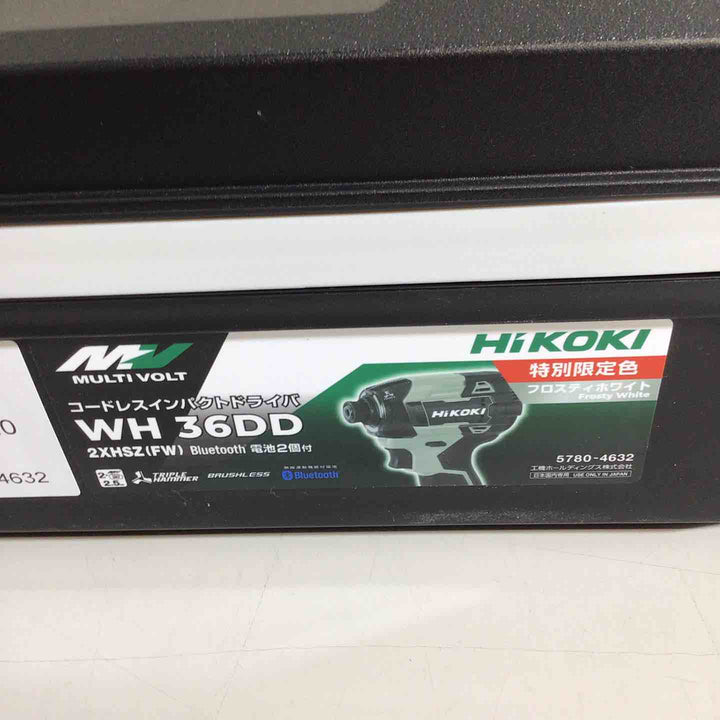 0
4632
MV
MULTI VOLT
コードレスインパクトドライバ
WH 36DD
2XHSZ(FW) Bluetooth 電池2個付
2.5
TRIPLE HAMMER
BRUSHLESS
Bluetooth
HiKOKI
HiKOKI
特別限定色
フロスティホワイト
Frosty White
5780-4632
工機ホールディングス株式会社
日本国内専用 USE ONLY IN JAPAN